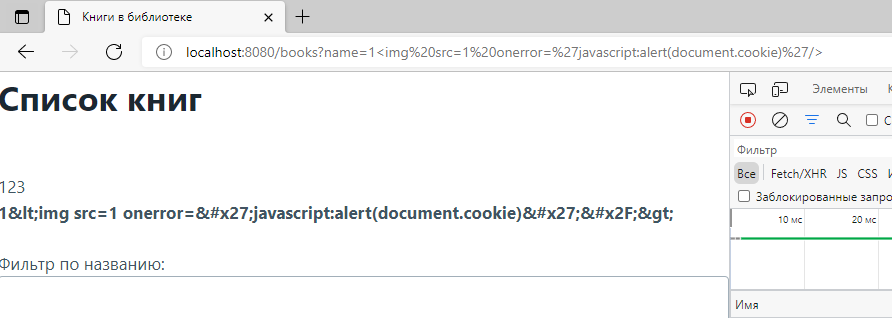 Книги в библиотеке
localhost:8080/books?name=1<img%20src=1%20onerror=%27javascript:alert(document.cookie)%27/>
Список книг
Элементы
123
Фильтр
1&lt;img src=1 onerror=&#x27;javascript:alert(document.cookie)&#x27;&#x2F;&gt;
Все Fetch/XHR JS CSS
Заблокированные запро
10 мс 20 мс
Фильтр по названию:
Имя